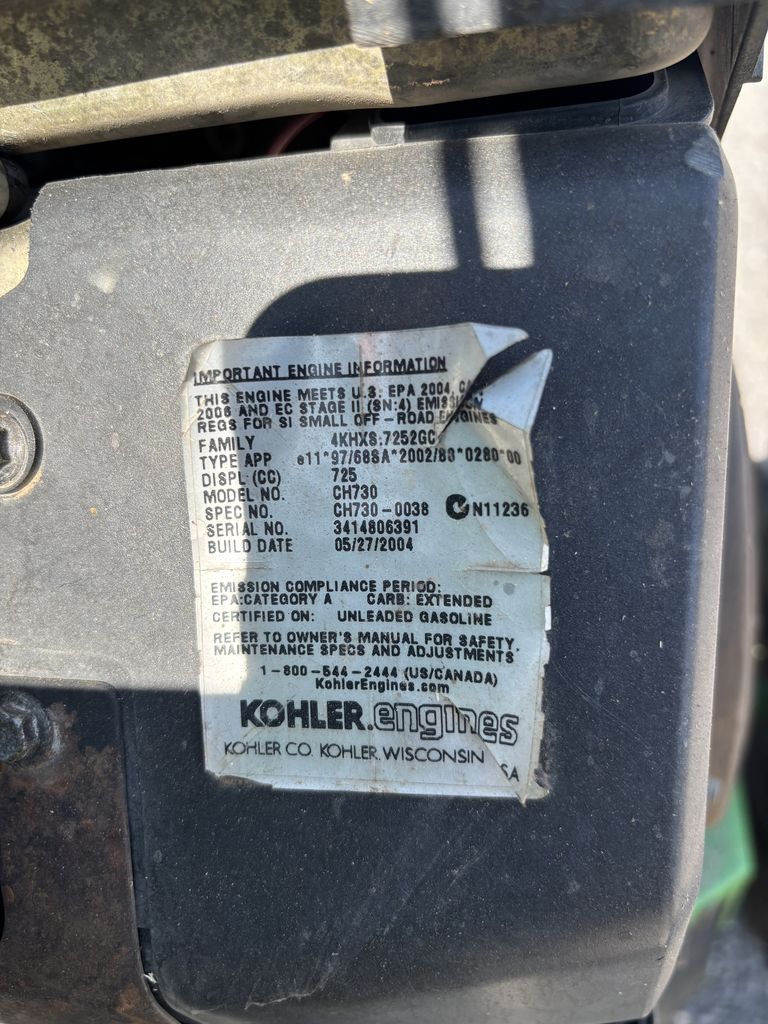 IMPORTANT ENGINE INFORMATION
THIS ENGINE MEETS U.S. EPA 2004, CA
2006 AND EC STAGE II (SN:4) EMISSION
REGS FOR SI SMALL OFF-ROAD ENGINES
FAMILY 4KHXS.7252GC
TYPE APP e11*97/68SA*2002/88*0280*00
DISPL (CC) 725
MODEL NO. CH730
SPEC NO. CH730-0038 N11236
SERIAL NO. 3414806391
BUILD DATE 05/27/2004
EMISSION COMPLIANCE PERIOD:
EPA:CATEGORY A CARB: EXTENDED
CERTIFIED ON: UNLEADED GASOLINE
REFER TO OWNER'S MANUAL FOR SAFETY,
MAINTENANCE SPECS AND ADJUSTMENTS
1-800-544-2444 (US/CANADA)
KohlerEngines.com
KOHLER.engines
KOHLER CO. KOHLER, WISCONSIN SA